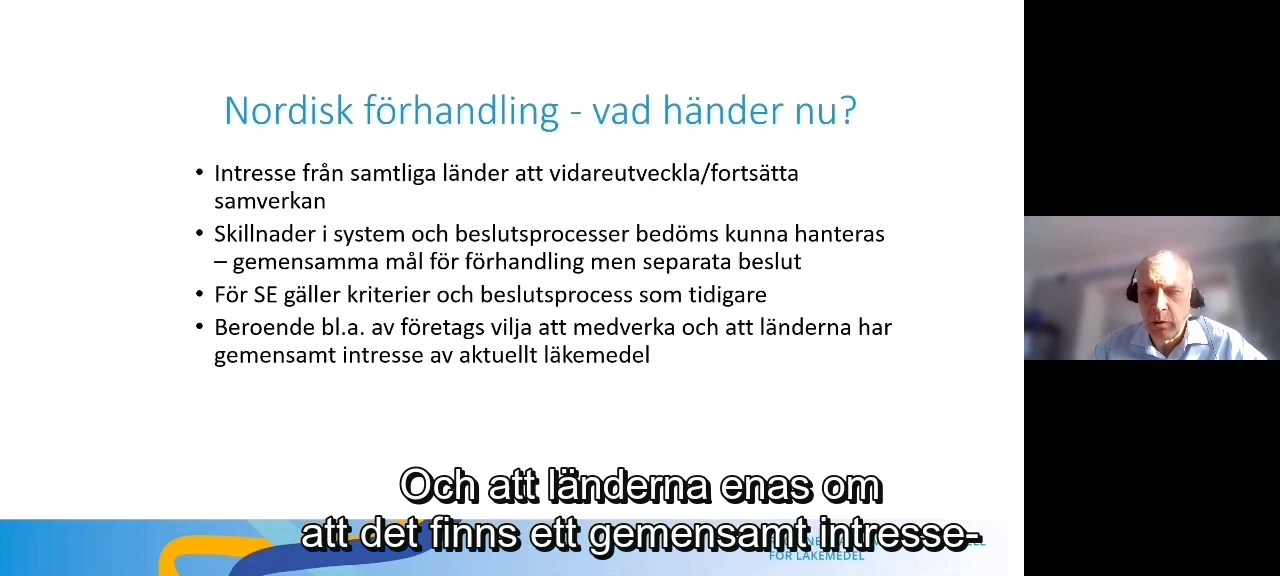 Nordisk förhandling - vad händer nu?
• Intresse från samtliga länder att vidareutveckla/fortsätta
samverkan
• Skillnader i system och beslutsprocesser bedöms kunna hanteras
– gemensamma mål för förhandling men separata beslut
• För SE gäller kriterier och beslutsprocess som tidigare
• Beroende bl.a. av företags vilja att medverka och att länderna har
gemensamt intresse av aktuellt läkemedel
Och att länderna enas om
att det finns ett gemensamt intresse-
FÖR LÄKEMEDEL